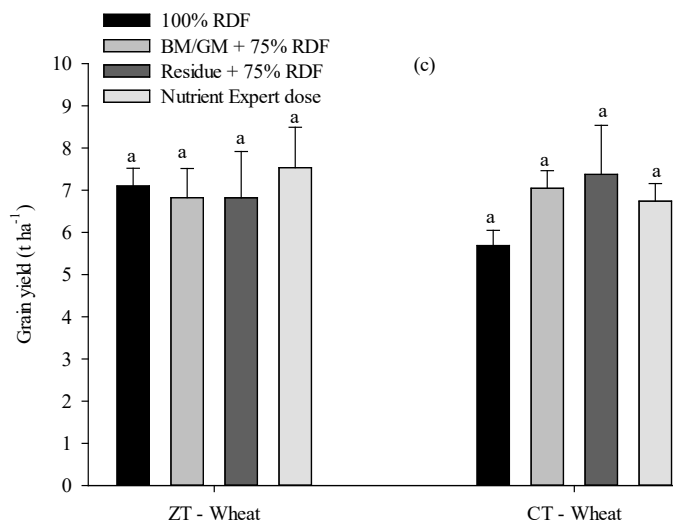 100% RDF
BM/GM + 75% RDF
Residue + 75% RDF
Nutrient Expert dose
(c)
10
9
8
7
6
5
4
3
2
1
0
Grain yield (t ha⁻¹)
a
a
a
a
a
a
a
a
ZT - Wheat
CT - Wheat